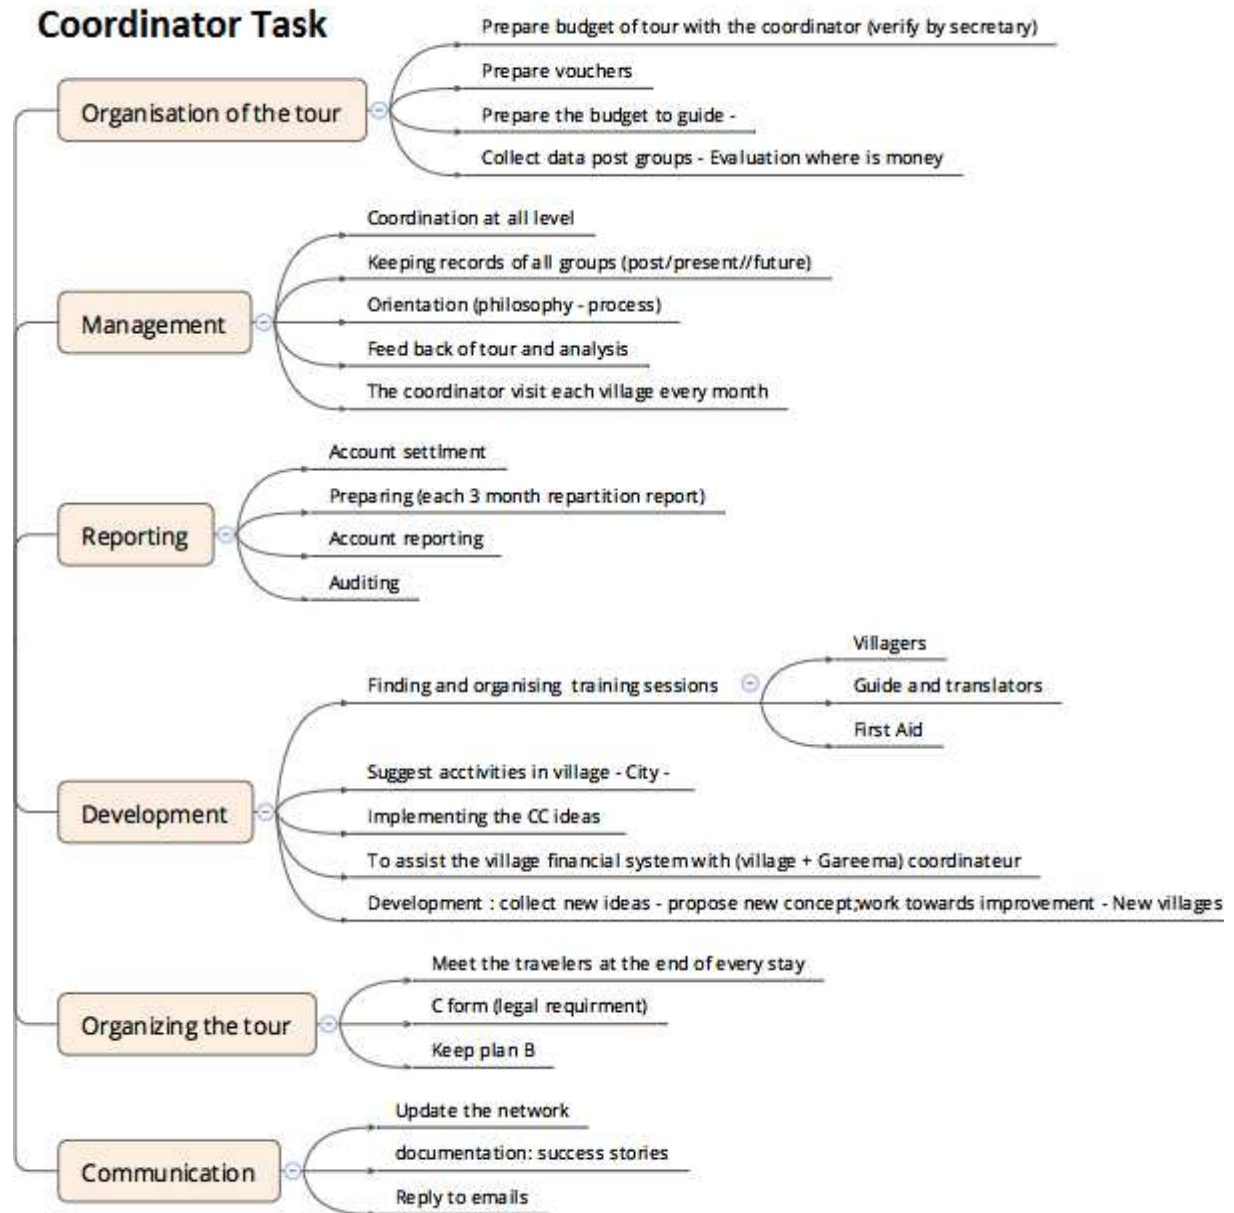 Coordinator Task
Organisation of the tour
Prepare budget of tour with the coordinator (verify by secretary)
Prepare vouchers
Prepare the budget to guide -
Collect data post groups - Evaluation where is money
Management
Coordination at all level
Keeping records of all groups (post/present//future)
Orientation (philosophy - process)
Feed back of tour and analysis
The coordinator visit each village every month
Reporting
Account settlment
Preparing (each 3 month repartition report)
Account reporting
Auditing
Development
Finding and organising training sessions
Villagers
Guide and translators
First Aid
Suggest acctivities in village - City -
Implementing the CC ideas
To assist the village financial system with (village + Gareema) coordinateur
Development : collect new ideas - propose new concept;work towards improvement - New villages
Organizing the tour
Meet the travelers at the end of every stay
C form (legal requirment)
Keep plan B
Communication
Update the network
documentation: success stories
Reply to emails